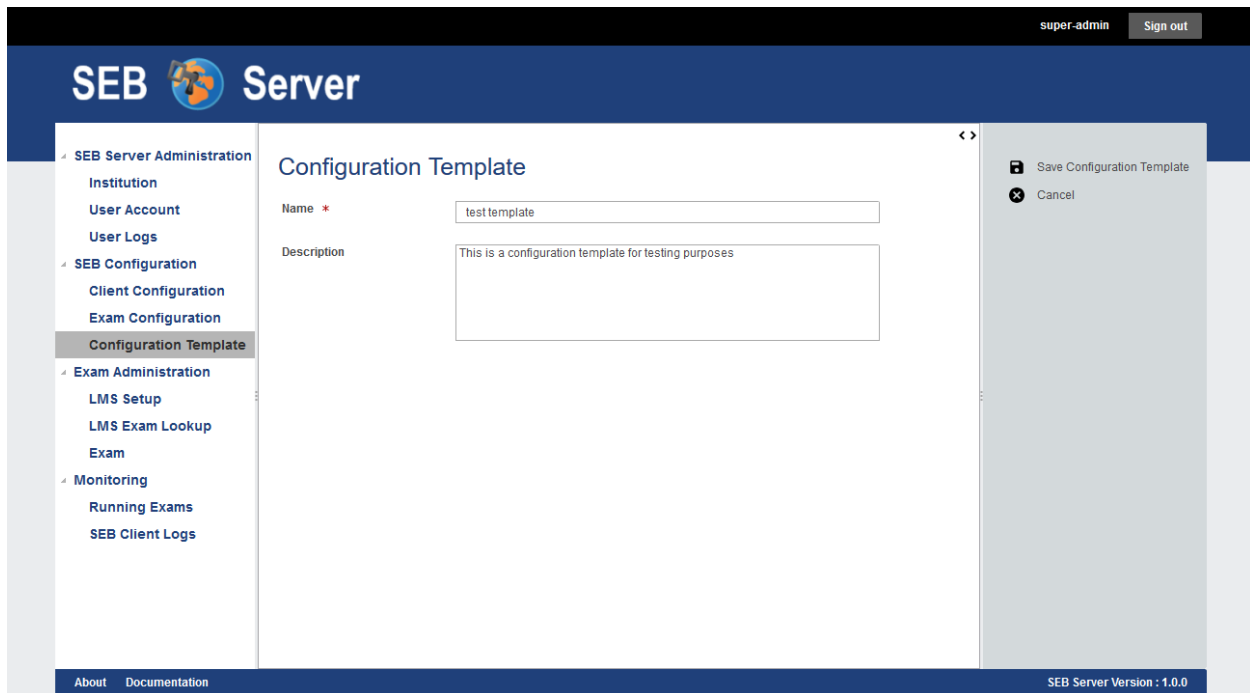 super-admin Sign out
SEB Server
SEB Server Administration
Institution
User Account
User Logs
SEB Configuration
Client Configuration
Exam Configuration
Configuration Template
Exam Administration
LMS Setup
LMS Exam Lookup
Exam
Monitoring
Running Exams
SEB Client Logs
Configuration Template
Name *
test template
Description
This is a configuration template for testing purposes
Save Configuration Template
Cancel
About Documentation
SEB Server Version : 1.0.0